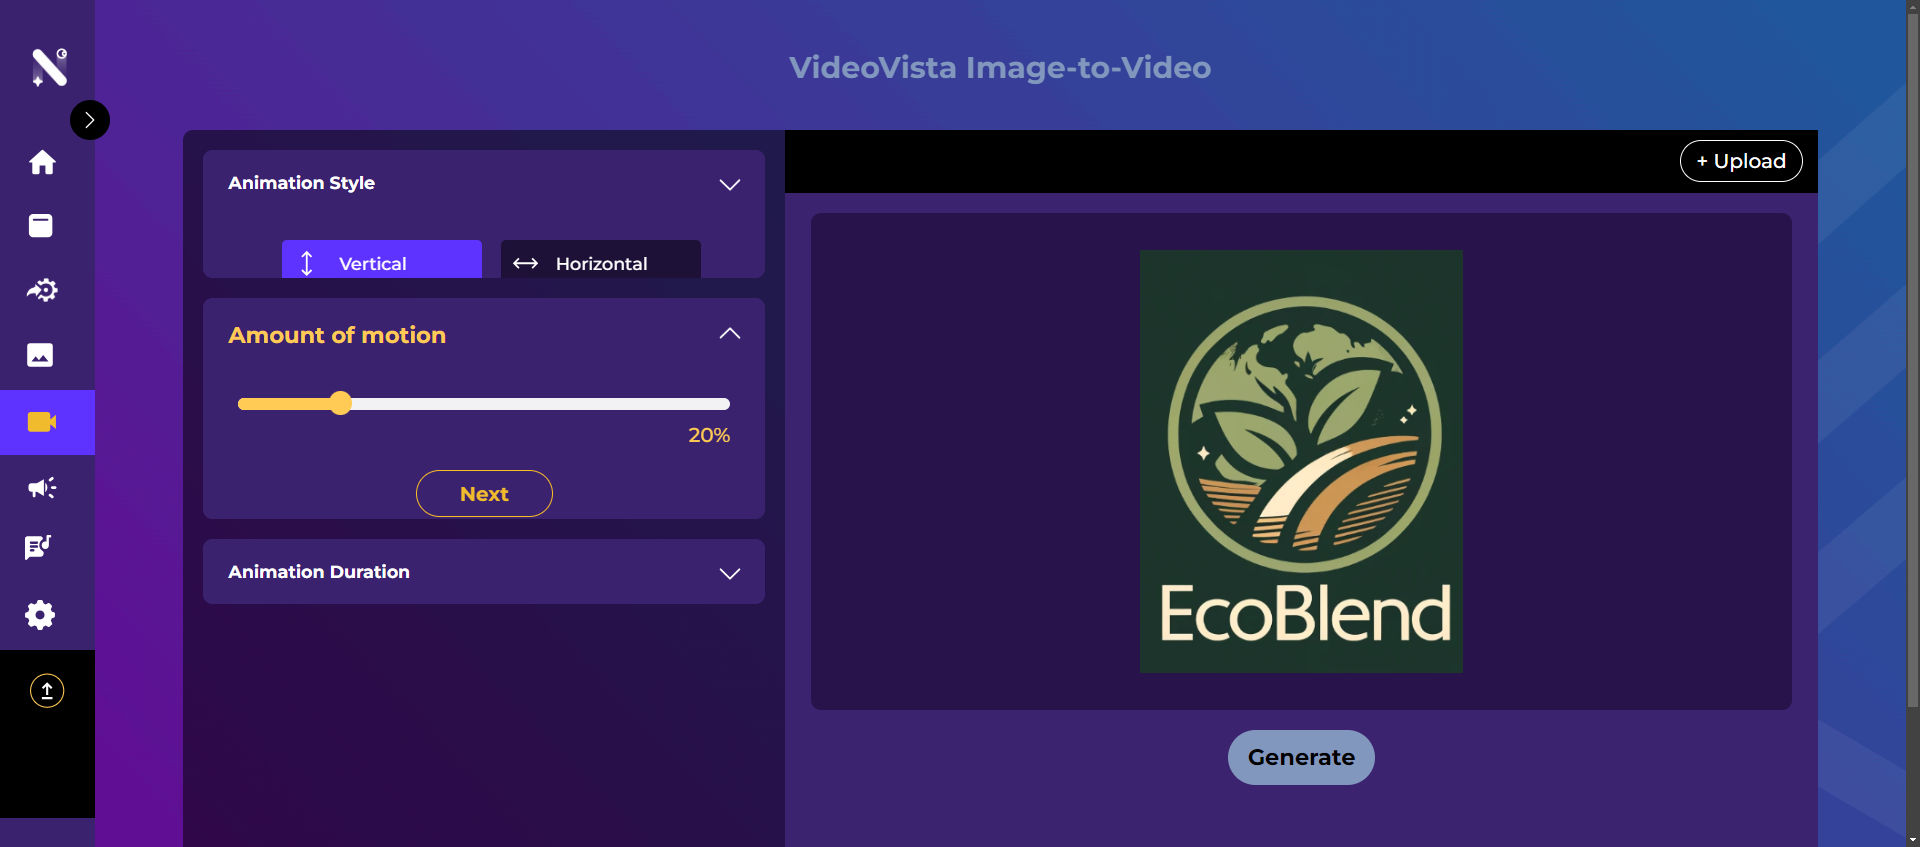 VideoVista Image-to-Video
Animation Style
Vertical
Horizontal
Amount of motion
20%
Next
Animation Duration
+ Upload
EcoBlend
Generate